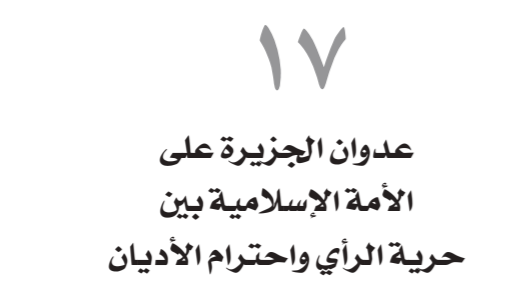 ١٧
عدوان الجزيرة على
الأمة الإسلامية بين
حرية الرأي واحترام الأديان